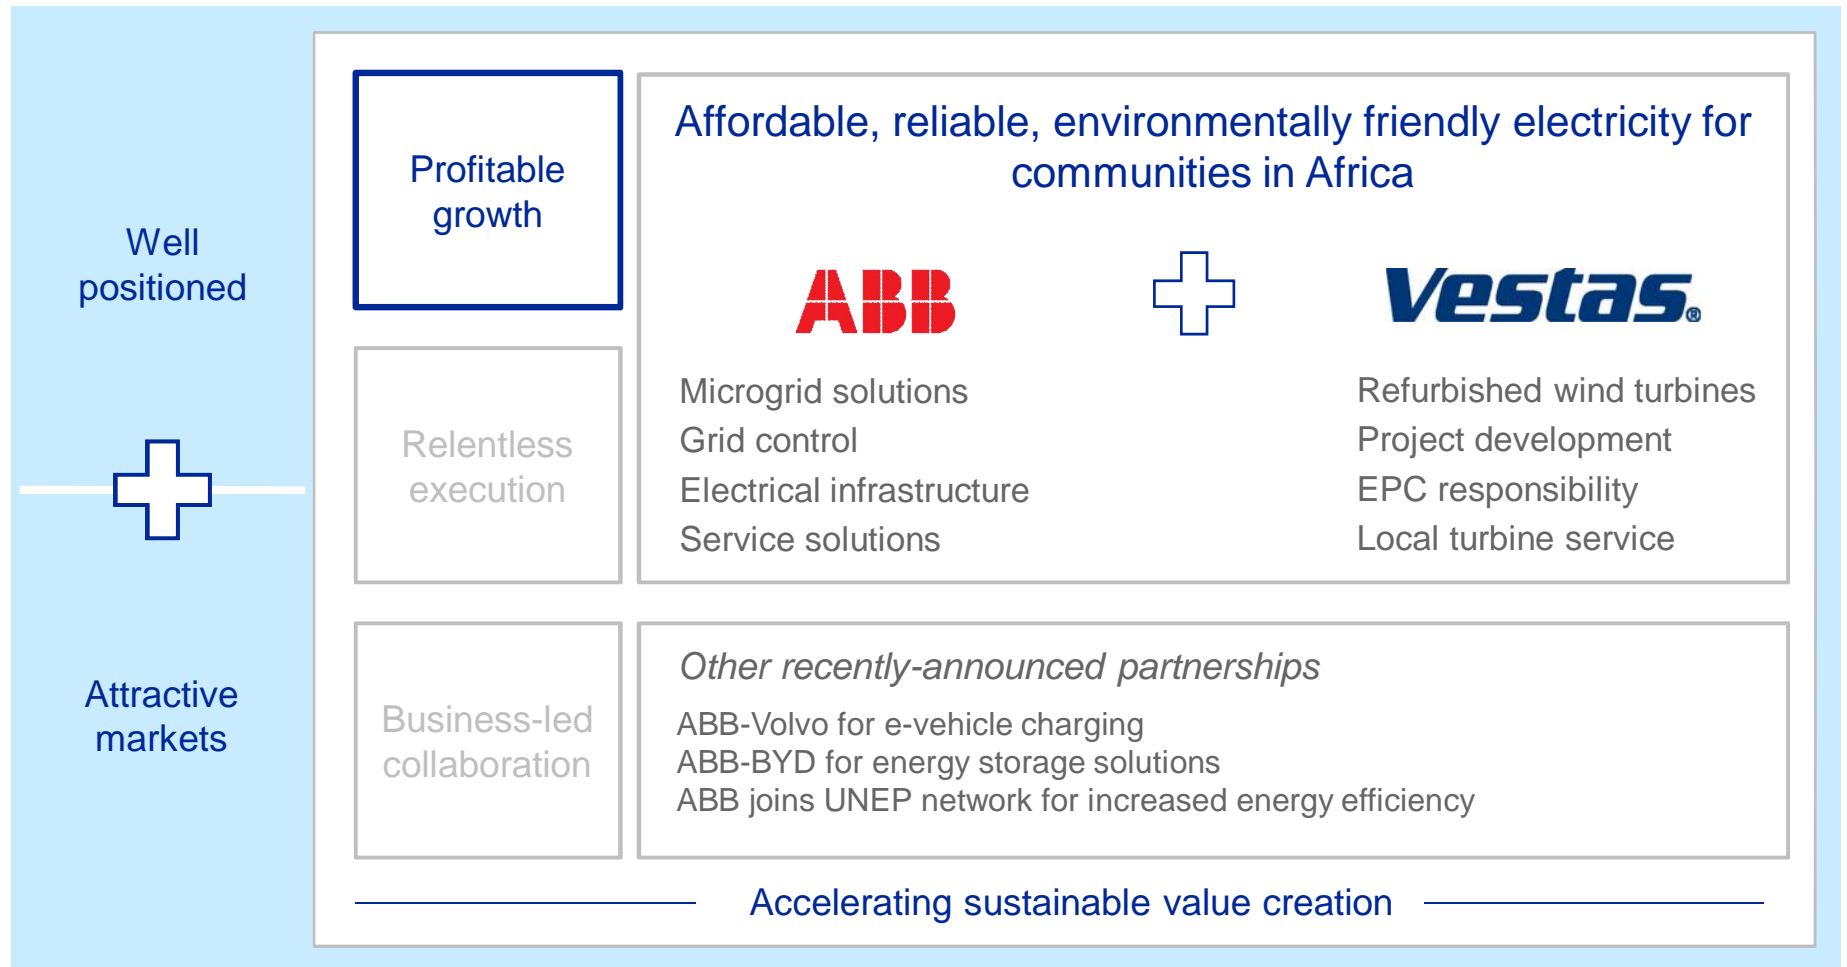 Well
positioned
Attractive
markets
Profitable
growth
Relentless
execution
Business-led
collaboration
Affordable, reliable, environmentally friendly electricity for
communities in Africa
ABB
Microgrid solutions
Grid control
Electrical infrastructure
Service solutions
Vestas®
Refurbished wind turbines
Project development
EPC responsibility
Local turbine service
Other recently-announced partnerships
ABB-Volvo for e-vehicle charging
ABB-BYD for energy storage solutions
ABB joins UNEP network for increased energy efficiency
Accelerating sustainable value creation